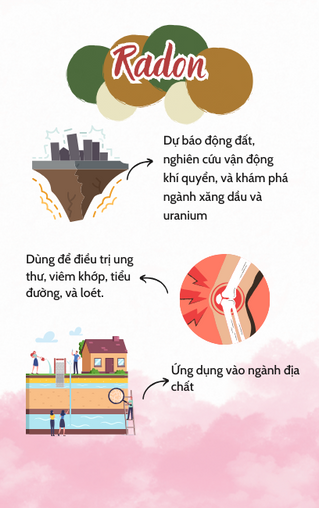 Radon
Dự báo động đất,
nghiên cứu vận động
khí quyển, và khám phá
ngành xăng dầu và
uranium
Dùng để điều trị ung
thư, viêm khớp, tiểu
đường, và loét.
Ứng dụng vào ngành địa
chất